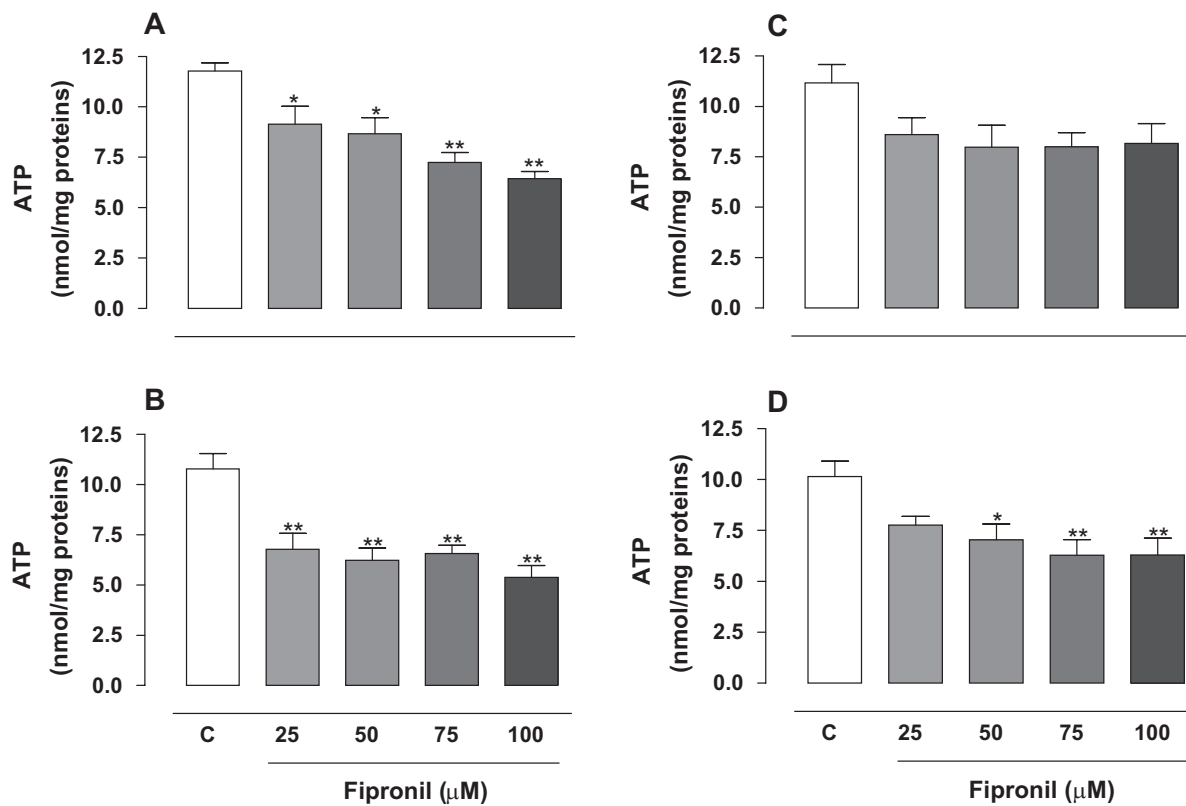 A
ATP
(nmol/mg proteins)
12.5
10.0
7.5
5.0
2.5
0.0
*
*
**
**
C
ATP
(nmol/mg proteins)
12.5
10.0
7.5
5.0
2.5
0.0
B
ATP
(nmol/mg proteins)
12.5
10.0
7.5
5.0
2.5
0.0
**
**
**
**
C 25 50 75 100
Fipronil (μM)
D
ATP
(nmol/mg proteins)
12.5
10.0
7.5
5.0
2.5
0.0
*
**
**
C 25 50 75 100
Fipronil (μM)